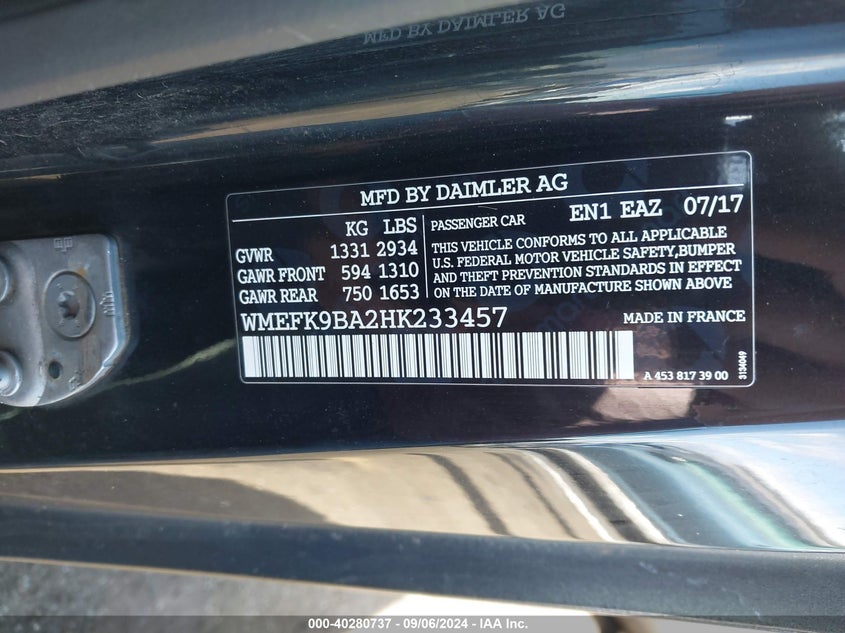 MFD BY DAIMLER AG
MFD BY DAIMLER AG
KG LBS
GVWR 1331 2934
GAWR FRONT 594 1310
GAWR REAR 750 1653
PASSENGER CAR EN1 EAZ 07/17
THIS VEHICLE CONFORMS TO ALL APPLICABLE
U.S. FEDERAL MOTOR VEHICLE SAFETY,BUMPER
AND THEFT PREVENTION STANDARDS IN EFFECT
ON THE DATE OF MANUFACTURE SHOWN ABOVE
WMEFK9BA2HK233457 MADE IN FRANCE
A 453 817 39 00
3134049
000-40280737 - 09/06/2024 - IAA Inc.